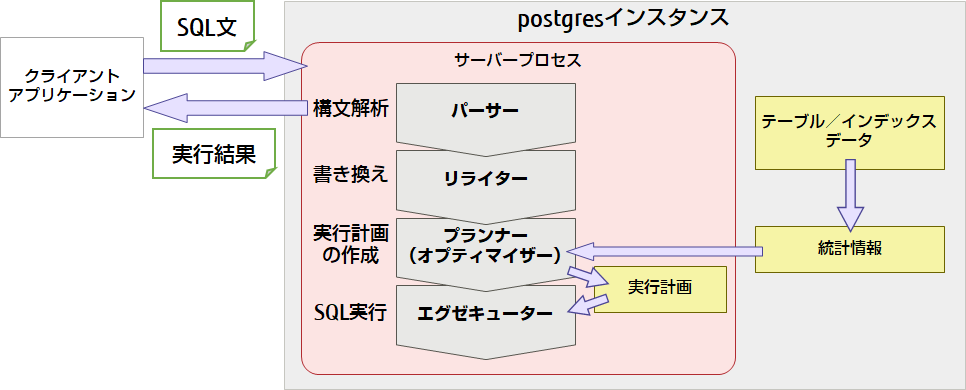 postgresインスタンス
SQL文
クライアント
アプリケーション
実行結果
サーバープロセス
構文解析
パーサー
書き換え
リライター
実行計画
の作成
プランナー
（オプティマイザー）
SQL実行
エグゼキューター
実行計画
テーブル／インデックス
データ
統計情報